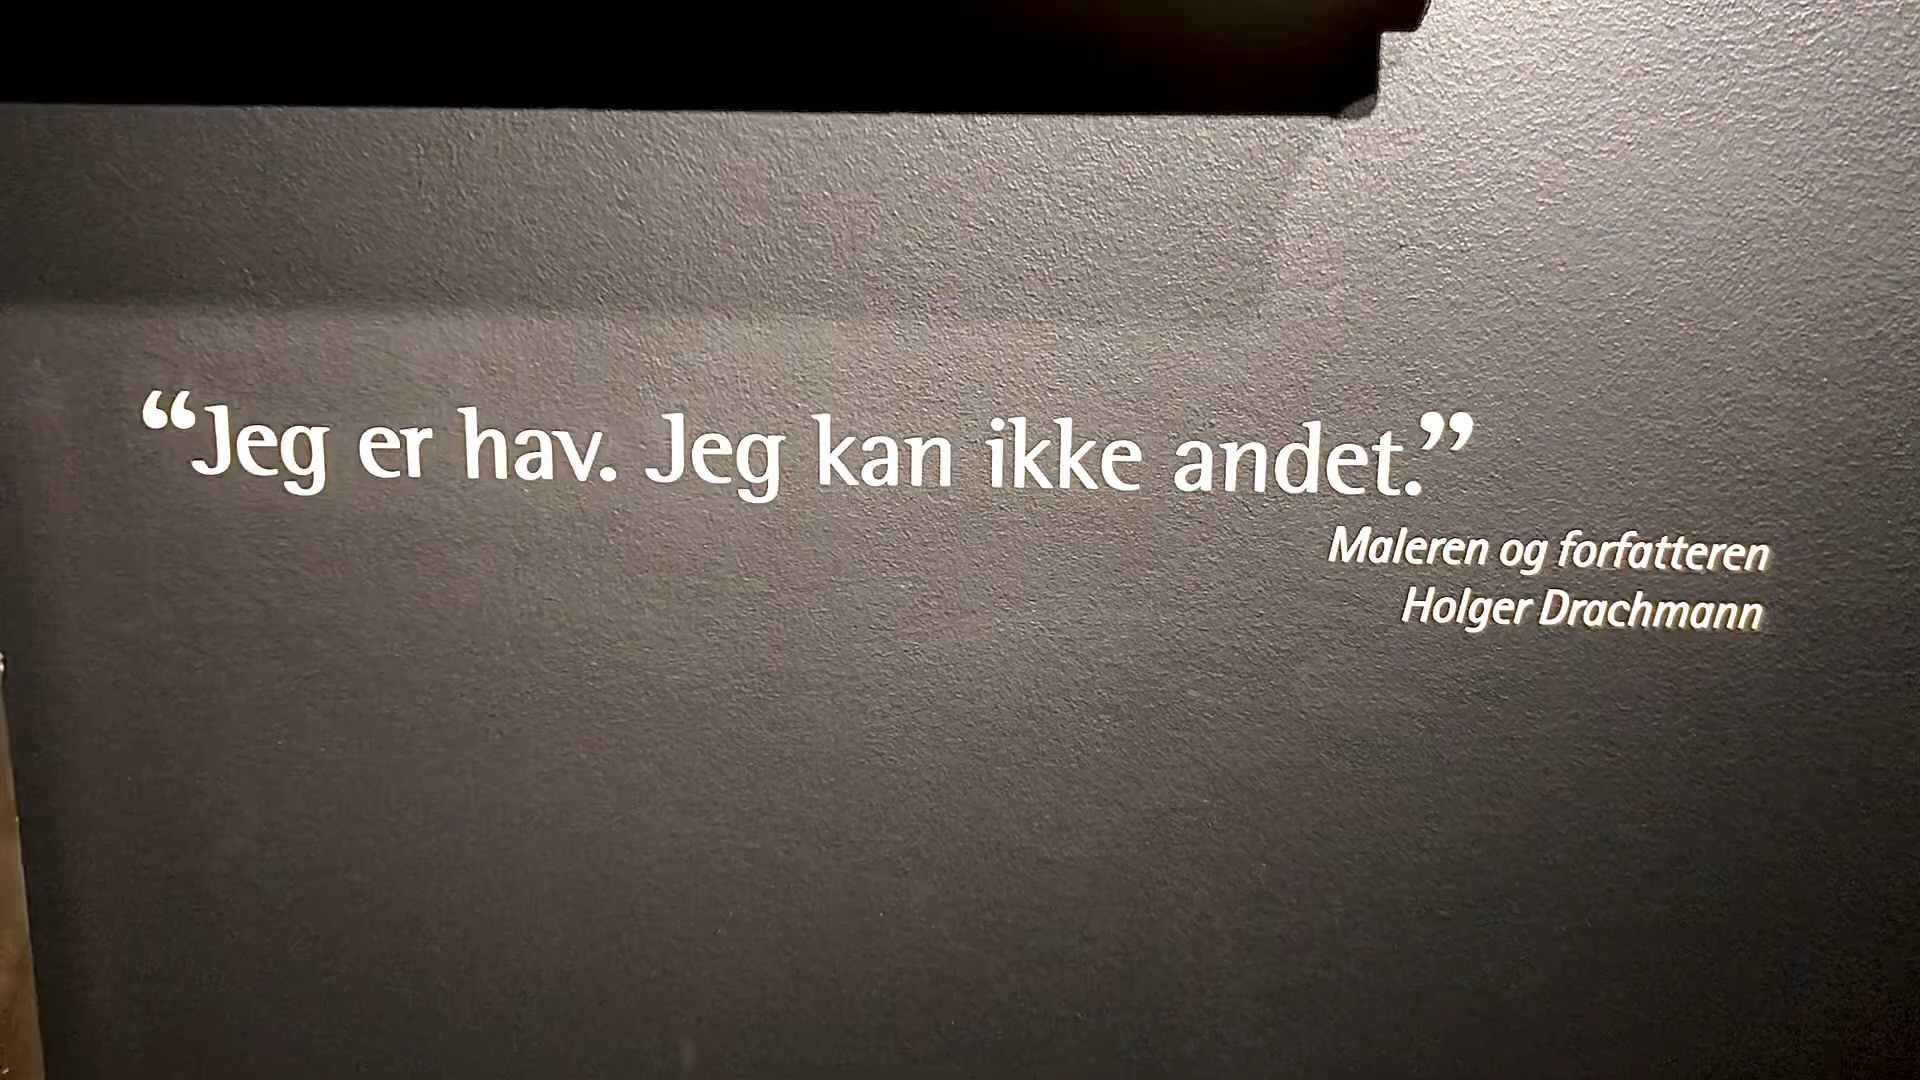 “Jeg er hav. Jeg kan ikke andet.”
Maleren og forfatteren
Holger Drachmann